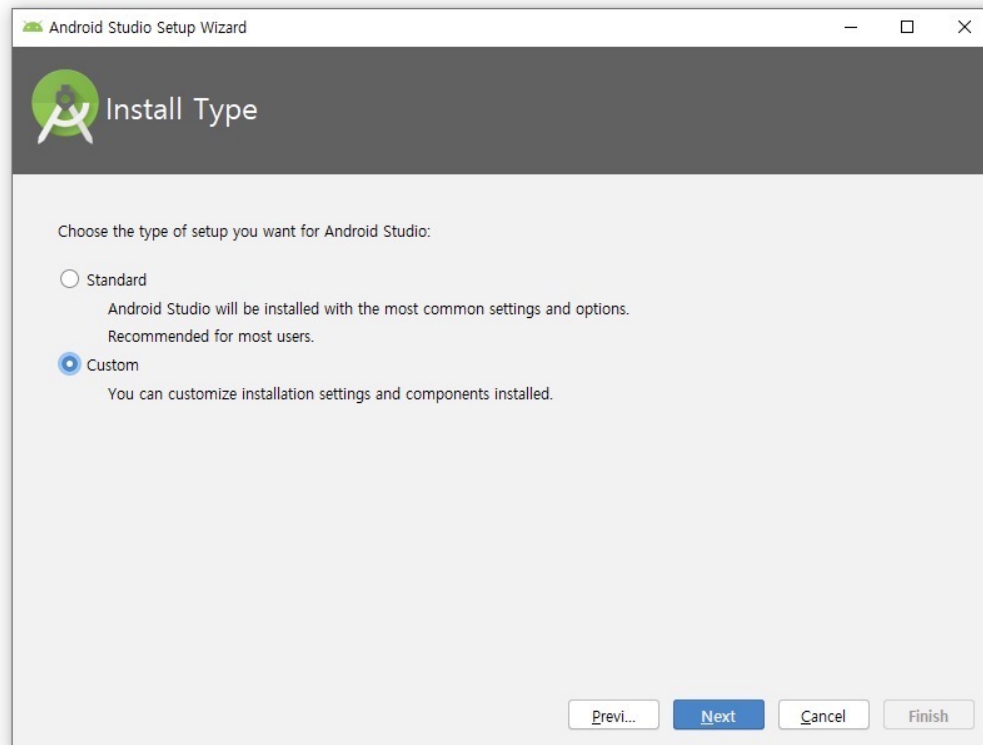 Android Studio Setup Wizard
Install Type
Choose the type of setup you want for Android Studio:
Standard
Android Studio will be installed with the most common settings and options.
Recommended for most users.
Custom
You can customize installation settings and components installed.
Previ... Next Cancel Finish